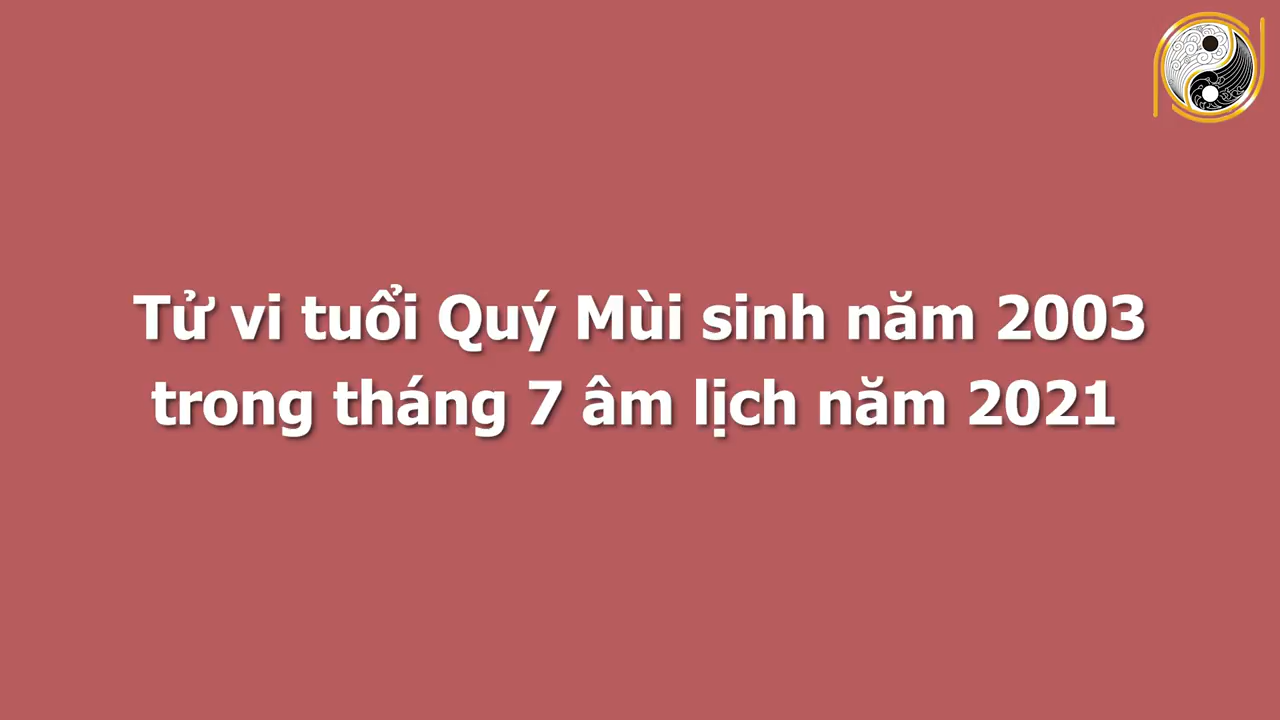 Tử vi tuổi Quý Mùi sinh năm 2003
trong tháng 7 âm lịch năm 2021